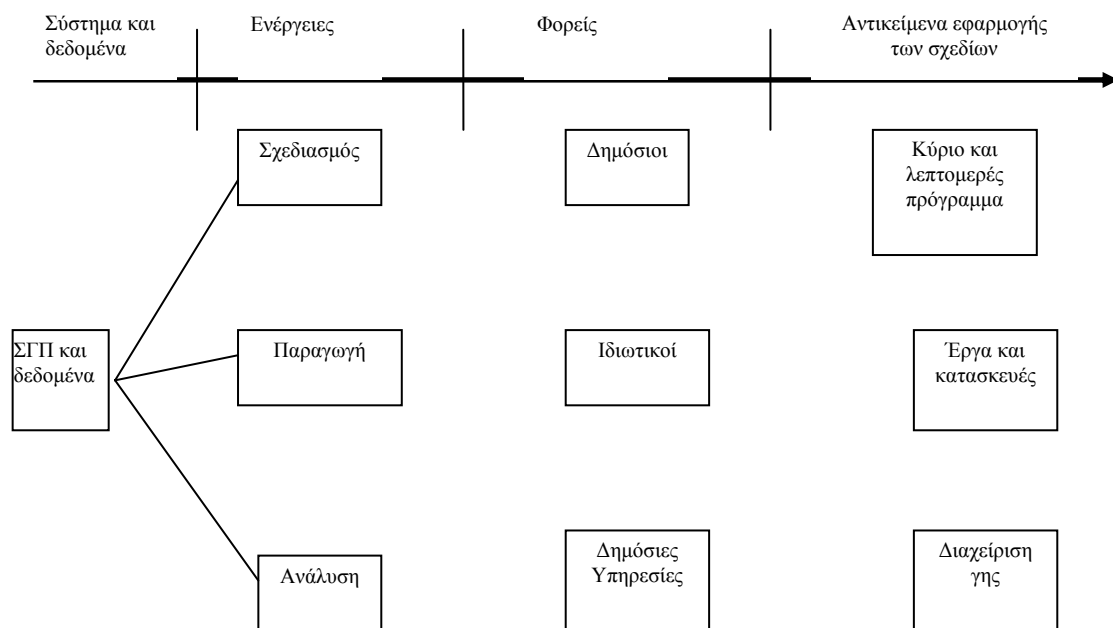 Σύστημα και
δεδομένα
Ενέργειες
Φορείς
Αντικείμενα εφαρμογής
των σχεδίων
Σχεδιασμός
Δημόσιοι
Κύριο και
λεπτομερές
πρόγραμμα
ΣΓΠ και
δεδομένα
Παραγωγή
Ιδιωτικοί
Έργα και
κατασκευές
Ανάλυση
Δημόσιες
Υπηρεσίες
Διαχείριση
γης